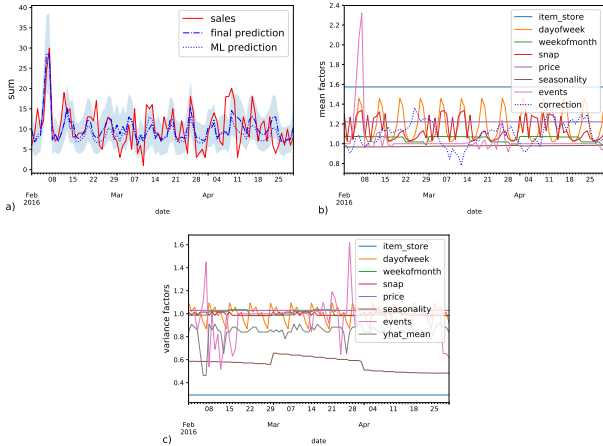 40
35
30
25
20
15
10
5
0
sum
sales
final prediction
ML prediction
Feb
2016
08
15
22
29
Mar
07
14
21
28
Apr
04
11
18
25
date
a)
2.4
2.2
2.0
1.8
1.6
1.4
1.2
1.0
0.8
mean factors
item_store
dayofweek
weekofmonth
snap
price
seasonality
events
correction
Feb
2016
08
15
22
29
Mar
07
14
21
28
Apr
04
11
18
25
date
b)
1.6
1.4
1.2
1.0
0.8
0.6
0.4
variance factors
item_store
dayofweek
weekofmonth
snap
price
seasonality
events
yhat_mean
Feb
2016
08
15
22
29
Mar
07
14
21
28
Apr
04
11
18
25
date
c)